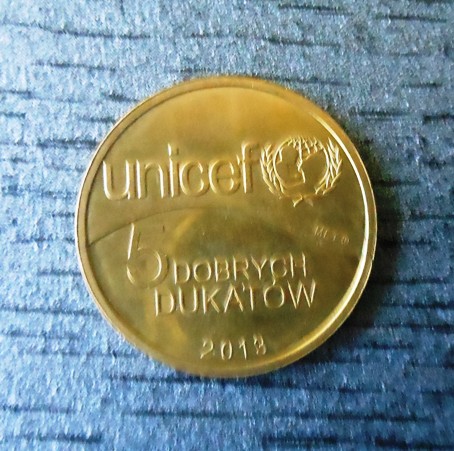 unicef
5 DOBRYCH
DUKATÓW
2013